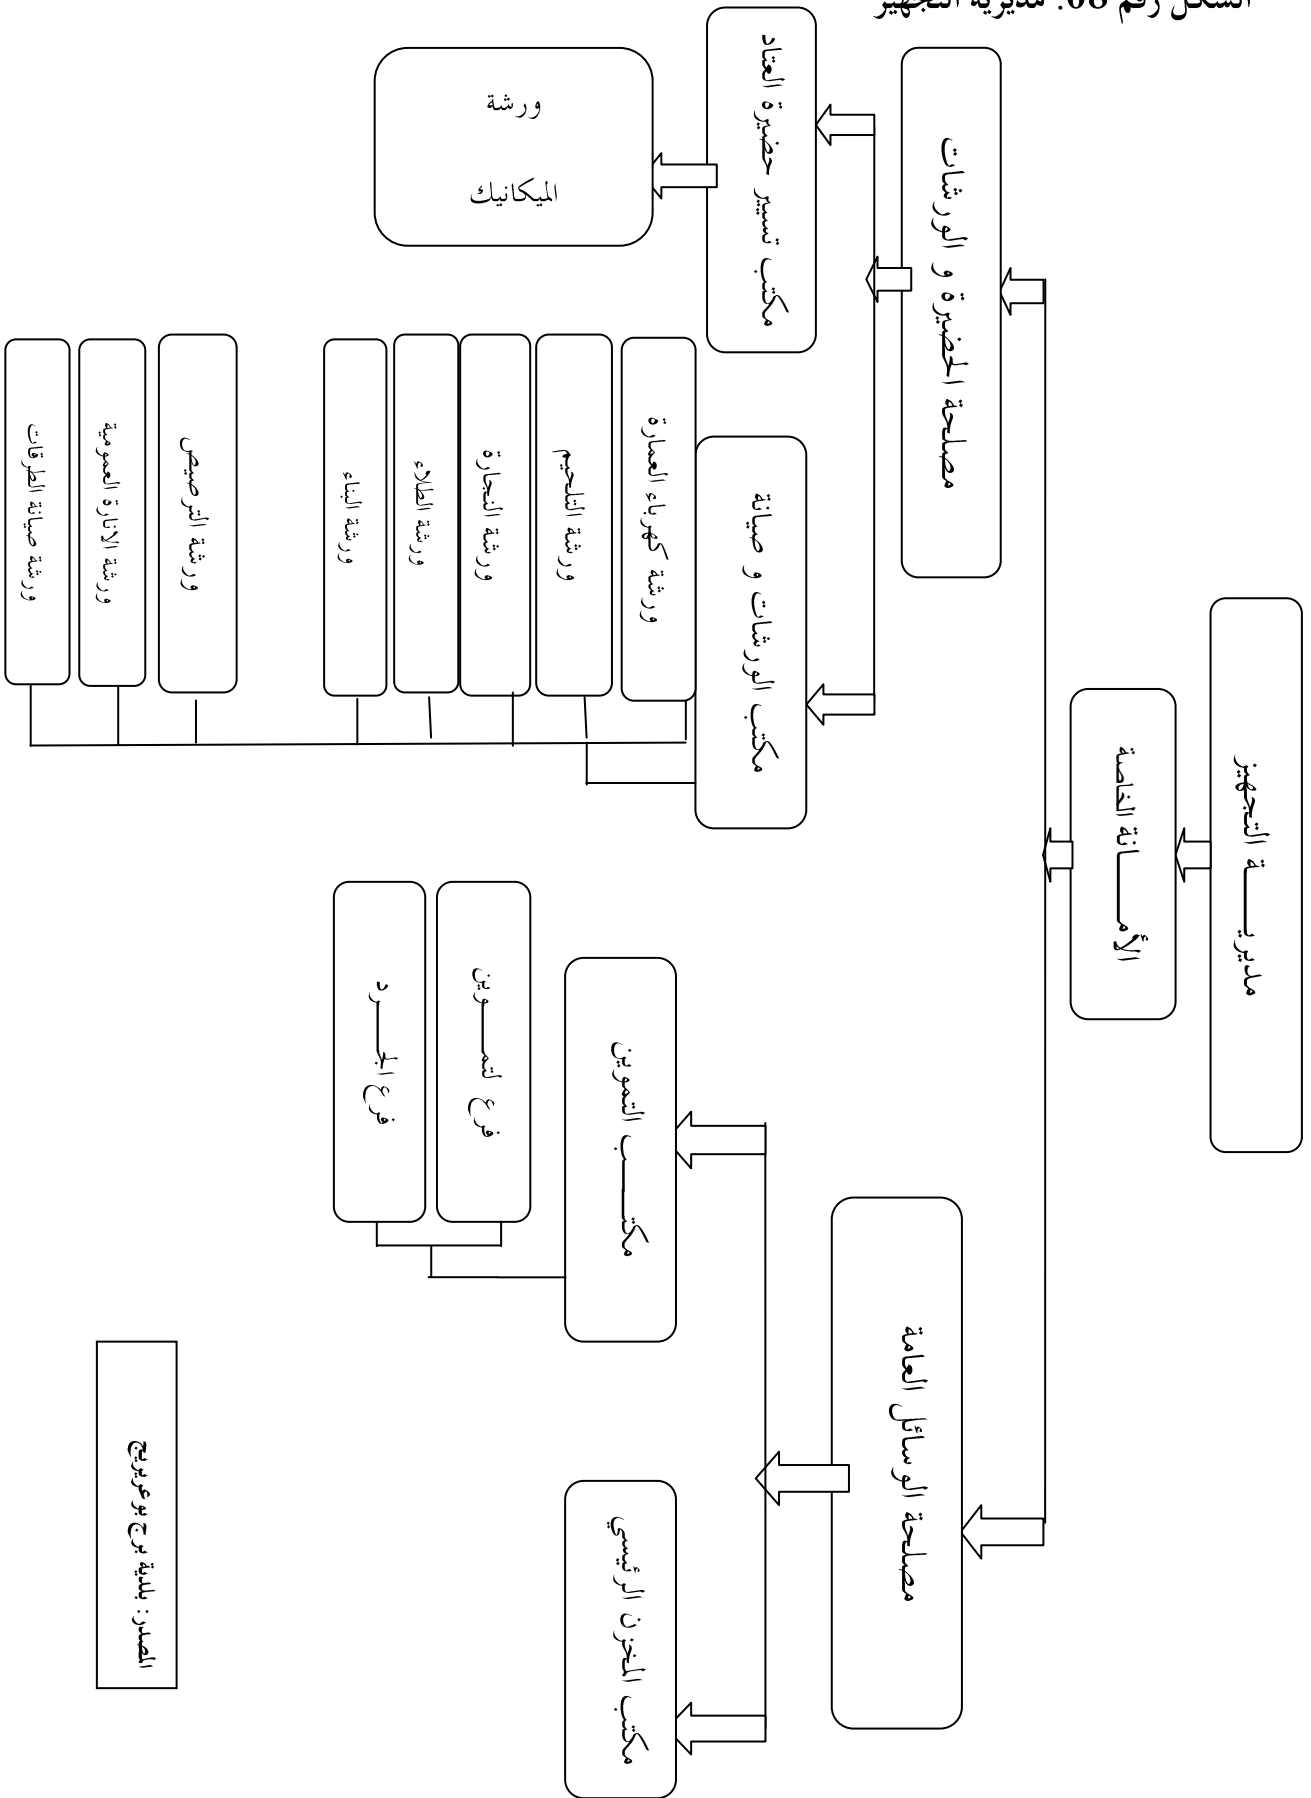 الشكل رقم 08: مديرية التجهيز
مديريـــــة التجهيز
الأمـــــانة الخاصة
مصلحة الحضيرة و الورشات
مصلحة الوسائل العامة
مكتب تسيير حضيرة العتاد
مكتب الورشات و صيانة
مكتـــــب التموين
مكتب المخزن الرئيسي
ورشة
الميكانيك
ورشة كهرباء العمارة
ورشة التلحيم
ورشة النجارة
ورشة الطلاء
ورشة البناء
ورشة الترصيص
ورشة الانارة العمومية
ورشة صيانة الطرقات
فرع لتمـــــوين
فرع الجـــــرد
المصدر: بلدية برج بوعريريج